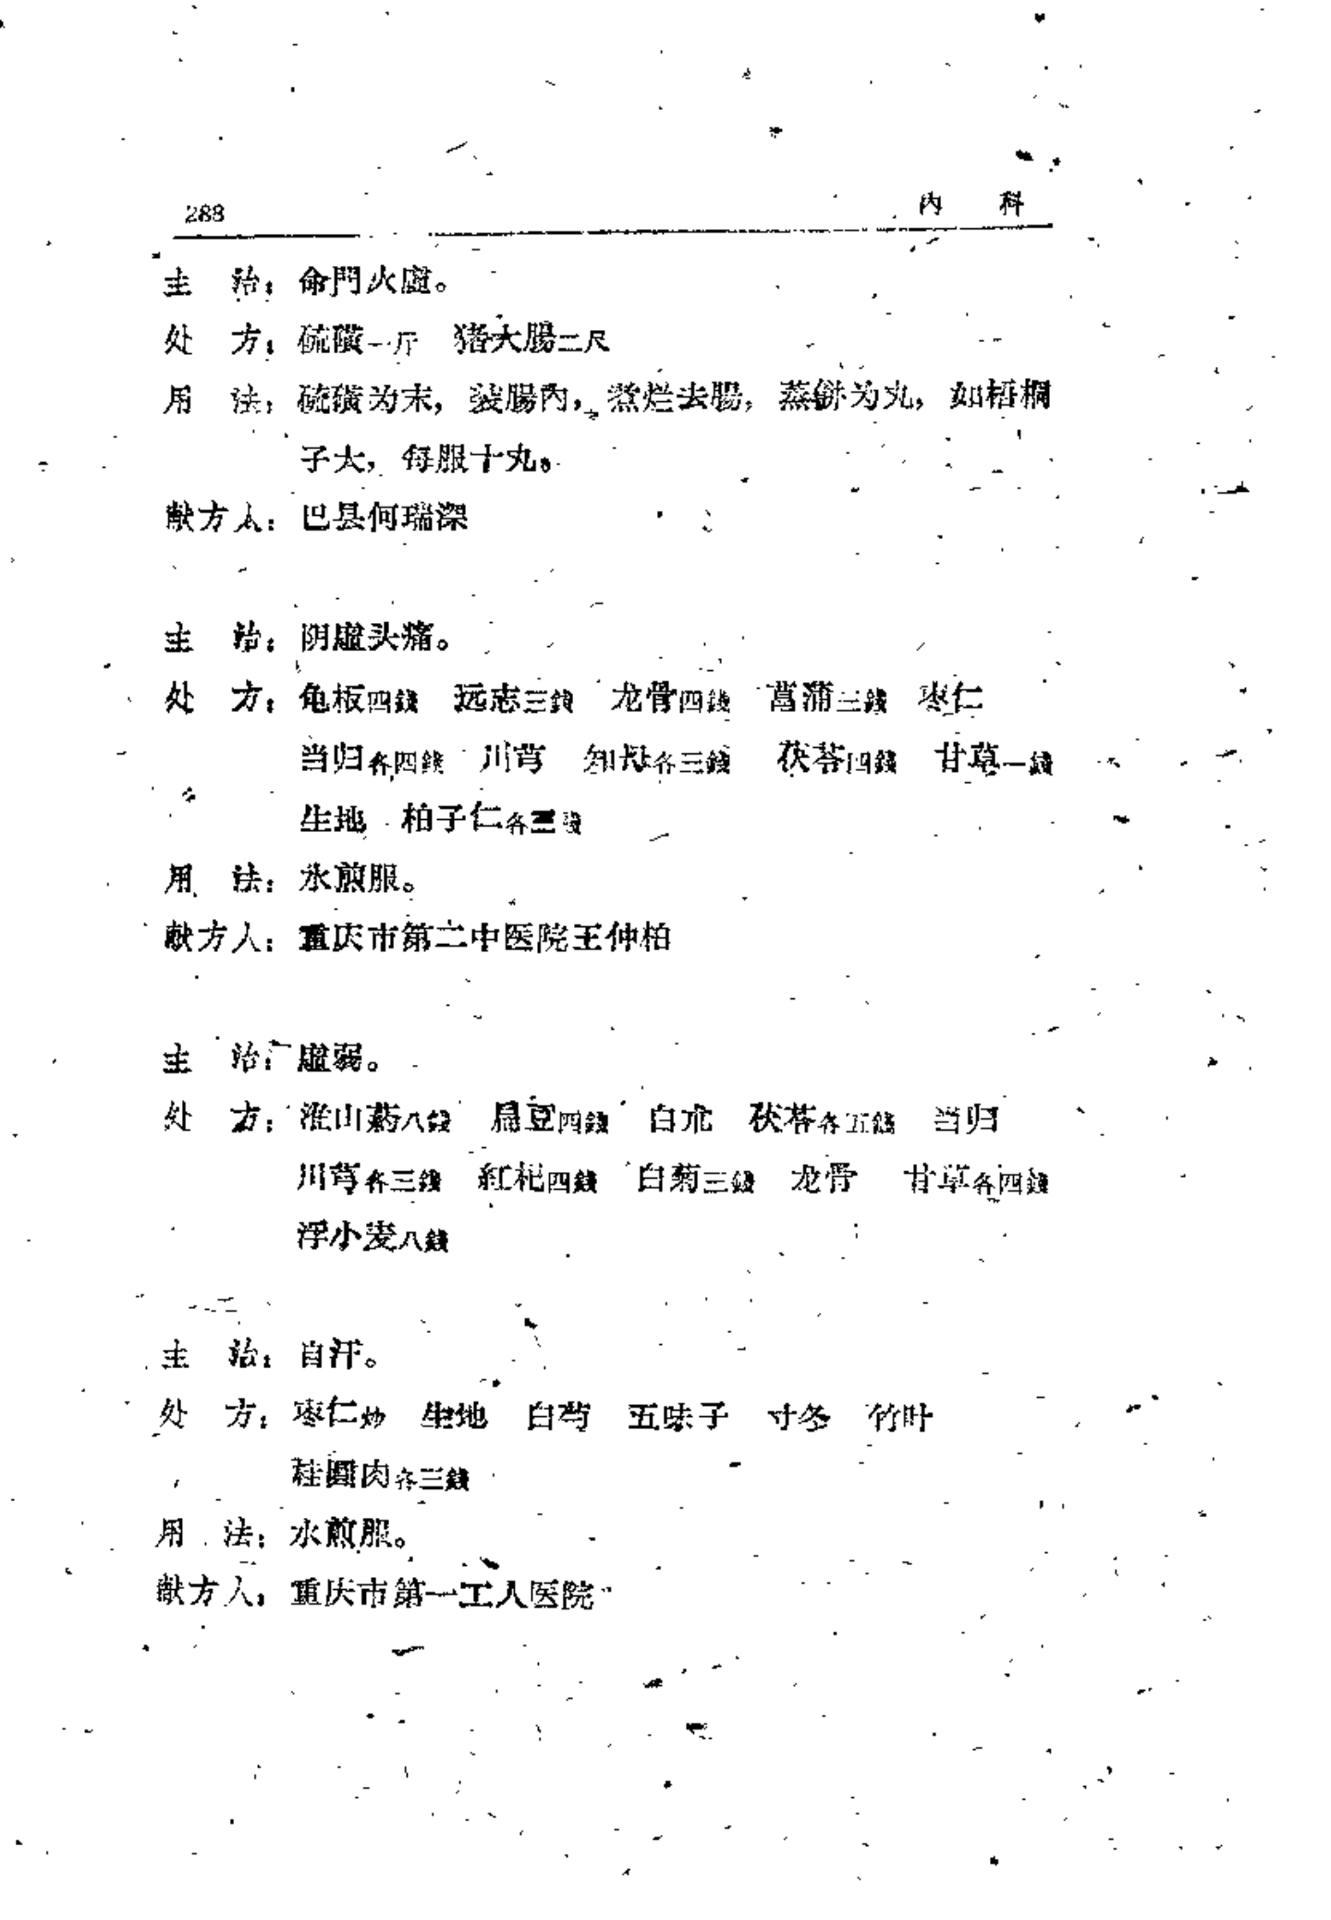 288 內 科
主 治：命門火虛。
处 方：硫磺一斤 猪大腸二尺
用 法：硫磺为末，装腸內，煮烂去腸，蒸餅为丸，如梧桐
子大，每服十丸。
献方人：巴县何瑞深
主 治：阴虛头痛。
处 方：龟板四錢 远志三錢 龙骨四錢 菖蒲三錢 枣仁
当归各四錢 川芎 知母各三錢 茯苓四錢 甘草一錢
生地 柏子仁各三錢
用 法：水煎服。
献方人：重庆市第二中医院王仲柏
主 治：虛弱。
处 方：淮山葯八錢 扁豆四錢 白朮 茯苓各五錢 当归
川芎各三錢 紅杞四錢 白菊三錢 龙骨 甘草各四錢
浮小麦八錢
主 治：自汗。
处 方：枣仁炒 生地 白芍 五味子 寸冬 竹叶
桂圓肉各三錢
用 法：水煎服。
献方人：重庆市第一工人医院